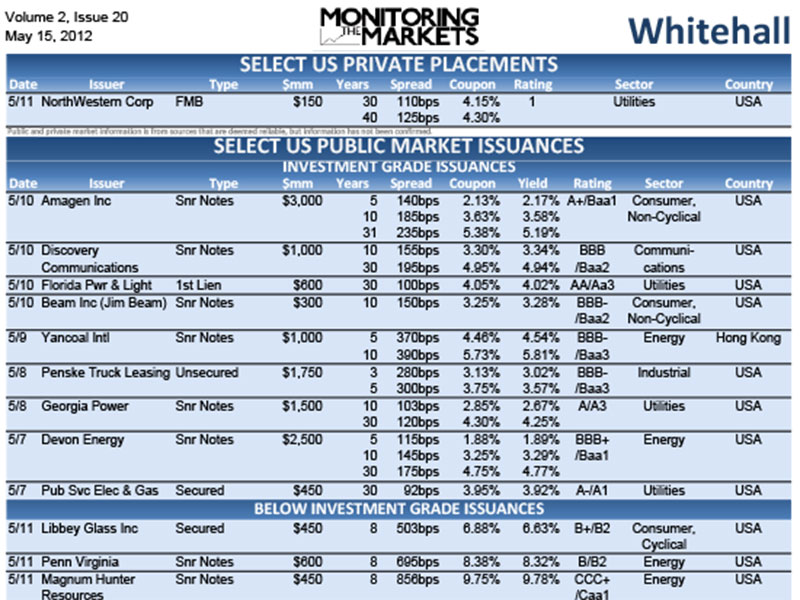 Volume 2, Issue 20
May 15, 2012
MONITORING
THE
MARKETS
Whitehall
SELECT US PRIVATE PLACEMENTS
Date Issuer Type $mm Years Spread Coupon Rating Sector Country
5/11 NorthWestern Corp FMB $150 30 110bps 4.15% 1 Utilities USA
40 125bps 4.30%
Public and private market information is from sources that are deemed reliable, but information has not been confirmed.
SELECT US PUBLIC MARKET ISSUANCES
INVESTMENT GRADE ISSUANCES
Date Issuer Type $mm Years Spread Coupon Yield Rating Sector Country
5/10 Amagen Inc Snr Notes $3,000 5 140bps 2.13% 2.17% A+/Baa1 Consumer, USA
10 185bps 3.63% 3.58% Non-Cyclical
31 235bps 5.38% 5.19%
5/10 Discovery Snr Notes $1,000 10 155bps 3.30% 3.34% BBB Communi- USA
Communications 30 195bps 4.95% 4.94% /Baa2 cations
5/10 Florida Pwr & Light 1st Lien $600 30 100bps 4.05% 4.02% AA/Aa3 Utilities USA
5/10 Beam Inc (Jim Beam) Snr Notes $300 10 150bps 3.25% 3.28% BBB- Consumer, USA
/Baa2 Non-Cyclical
5/9 Yancoal Intl Snr Notes $1,000 5 370bps 4.46% 4.54% BBB- Energy Hong Kong
10 390bps 5.73% 5.81% /Baa3
5/8 Penske Truck Leasing Unsecured $1,750 3 280bps 3.13% 3.02% BBB- Industrial USA
5 300bps 3.75% 3.57% /Baa3
5/8 Georgia Power Snr Notes $1,500 10 103bps 2.85% 2.67% A/A3 Utilities USA
30 120bps 4.30% 4.25%
5/7 Devon Energy Snr Notes $2,500 5 115bps 1.88% 1.89% BBB+ Energy USA
10 145bps 3.25% 3.29% /Baa1
30 175bps 4.75% 4.77%
5/7 Pub Svc Elec & Gas Secured $450 30 92bps 3.95% 3.92% A-/A1 Utilities USA
BELOW INVESTMENT GRADE ISSUANCES
5/11 Libbey Glass Inc Secured $450 8 503bps 6.88% 6.63% B+/B2 Consumer, USA
Cyclical
5/11 Penn Virginia Snr Notes $600 8 695bps 8.38% 8.32% B/B2 Energy USA
5/11 Magnum Hunter Snr Notes $450 8 856bps 9.75% 9.78% CCC+ Energy USA
Resources /Caa1